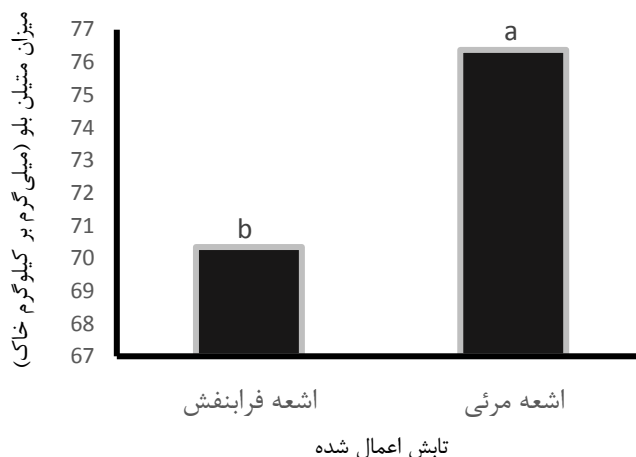 میزان متیلن بلو (میلی‌گرم بر کیلوگرم خاک)
77
76
75
74
73
72
71
70
69
68
67
a
b
اشعه مرئی
اشعه فرابنفش
تابش اعمال شده